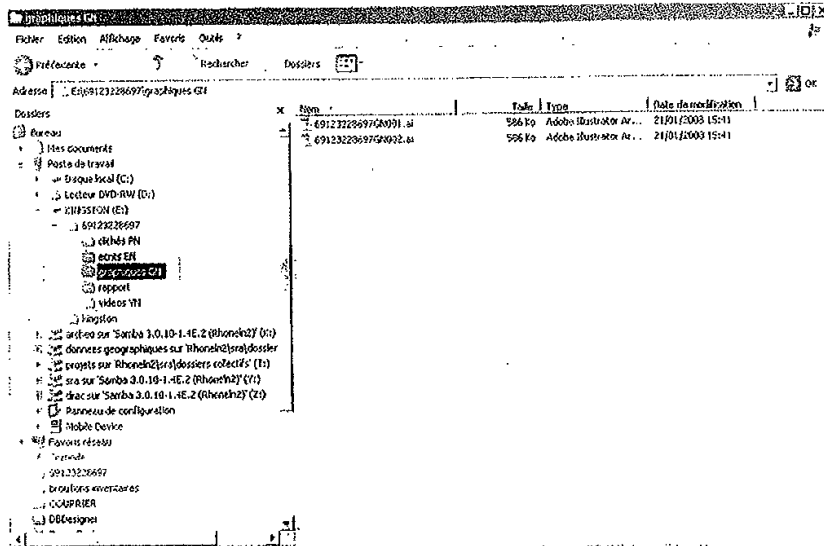 graphiques GN
Fichier Edition Affichage Favoris Outils ?
Précédente Rechercher Dossiers
Adresse E:\69123228697\graphiques GN OK
Dossiers x
Bureau
Mes documents
Poste de travail
Disque local (C:)
Lecteur DVD-RW (D:)
KINGSTON (E:)
69123228697
clichés PN
ecrits EN
graphiques GN
rapport
videos VN
kingston
archeo sur 'Samba 3.0.10-1.4E.2 (Rhonein2)' (X:)
donnees geographiques sur 'Rhonein2\sra\dossier
projets sur 'Rhonein2\sra\dossiers collectifs' (T:)
sra sur 'Samba 3.0.10-1.4E.2 (Rhonein2)' (Y:)
drac sur 'Samba 3.0.10-1.4E.2 (Rhonein2)' (Z:)
Panneau de configuration
Mobile Device
Favoris réseau
Corbeille
69123228697
brouillons inventaires
COURRIER
DBDesigner
Nom Taille Type Date de modification
69123228697GN001.ai 586 Ko Adobe Illustrator Ar... 21/01/2008 15:41
69123228697GN002.ai 586 Ko Adobe Illustrator Ar... 21/01/2008 15:41